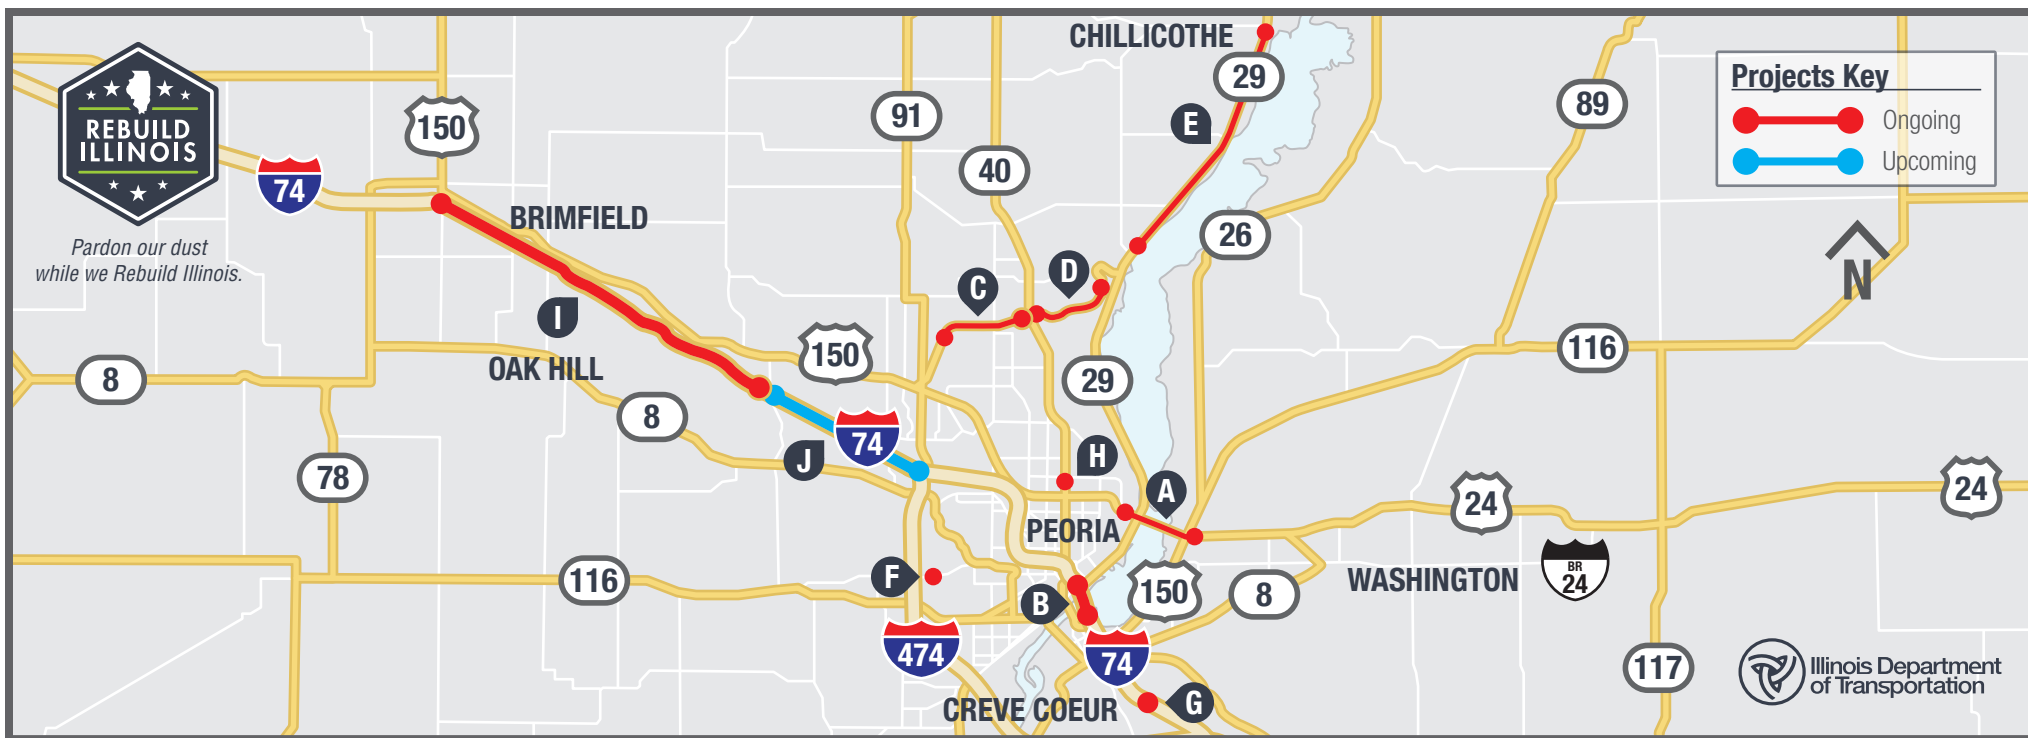 REBUILD
ILLINOIS
Pardon our dust
while we Rebuild Illinois.
CHILLICOTHE
29
Projects Key
Ongoing
Upcoming
150
91
89
E
40
74
BRIMFIELD
26
N
D
C
I
150
116
OAK HILL
8
29
8
74
J
H
78
A
24
24
PEORIA
F
116
B
150
8
WASHINGTON
BR
24
474
74
117
Illinois Department
of Transportation
CREVE COEUR
G